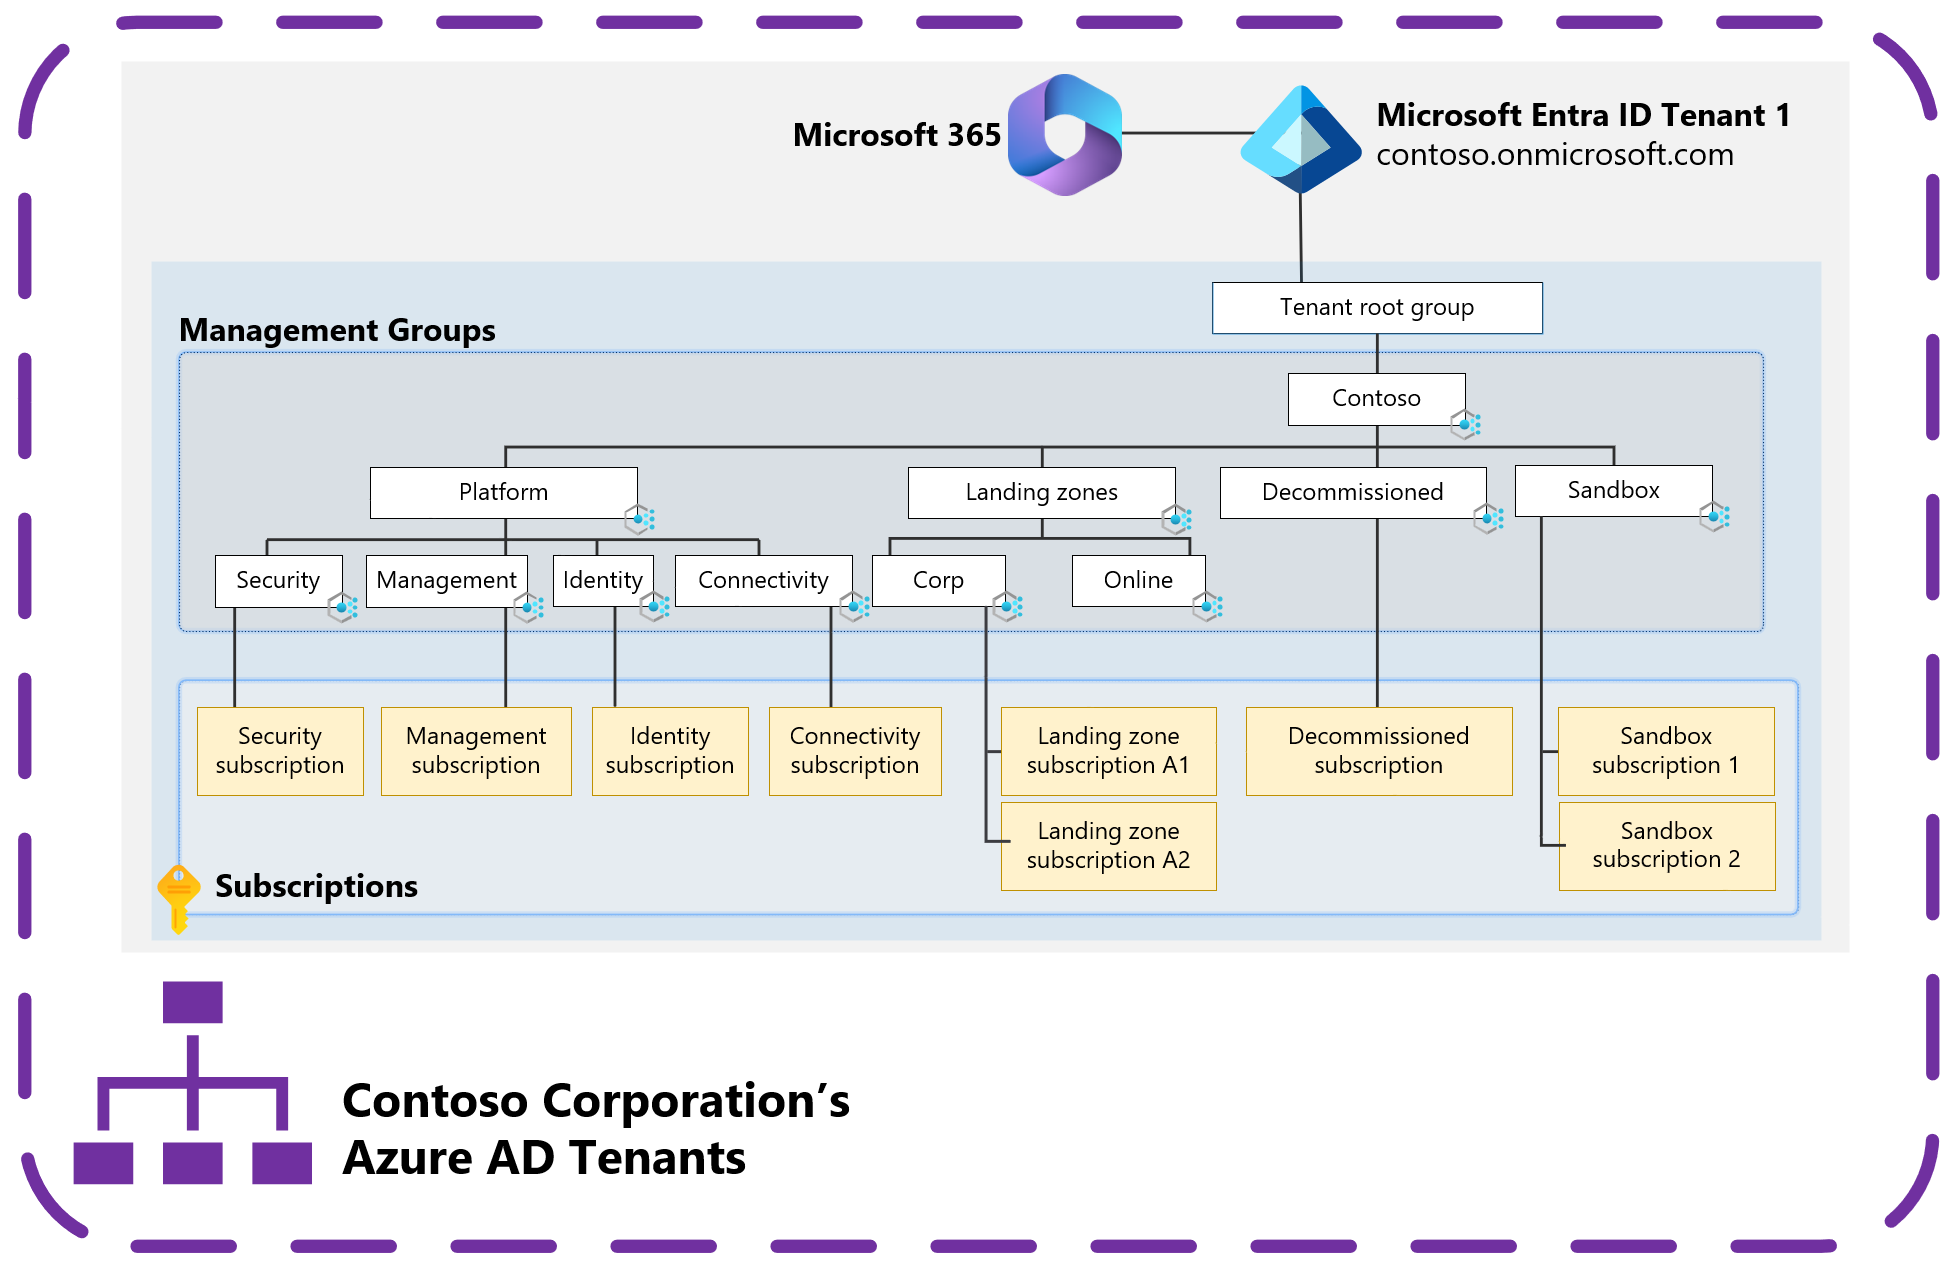 Microsoft 365
Microsoft Entra ID Tenant 1
contoso.onmicrosoft.com
Tenant root group
Management Groups
Contoso
Platform
Landing zones
Decommissioned
Sandbox
Security
Management
Identity
Connectivity
Corp
Online
Security
subscription
Management
subscription
Identity
subscription
Connectivity
subscription
Landing zone
subscription A1
Decommissioned
subscription
Sandbox
subscription 1
Landing zone
subscription A2
Sandbox
subscription 2
Subscriptions
Contoso Corporation’s
Azure AD Tenants